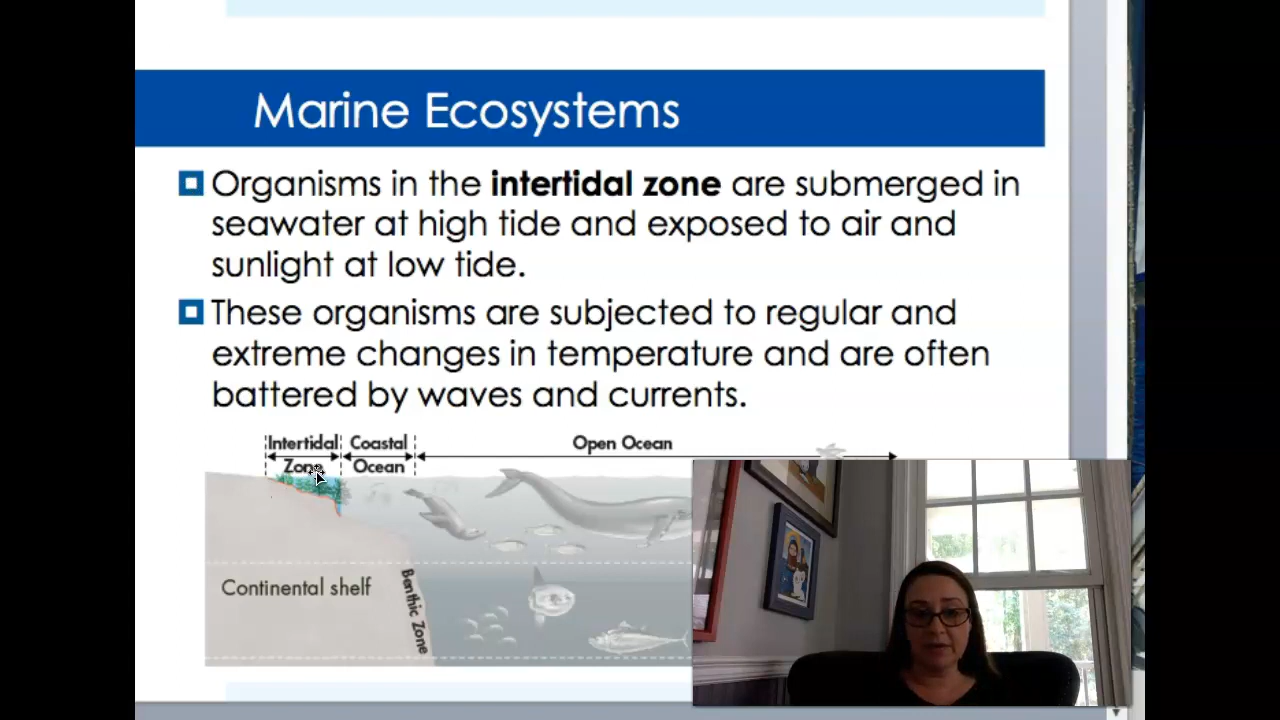 Marine Ecosystems
Organisms in the intertidal zone are submerged in
seawater at high tide and exposed to air and
sunlight at low tide.
These organisms are subjected to regular and
extreme changes in temperature and are often
battered by waves and currents.
Intertidal Coastal Open Ocean
Zone Ocean
Continental shelf
Benthic Zone